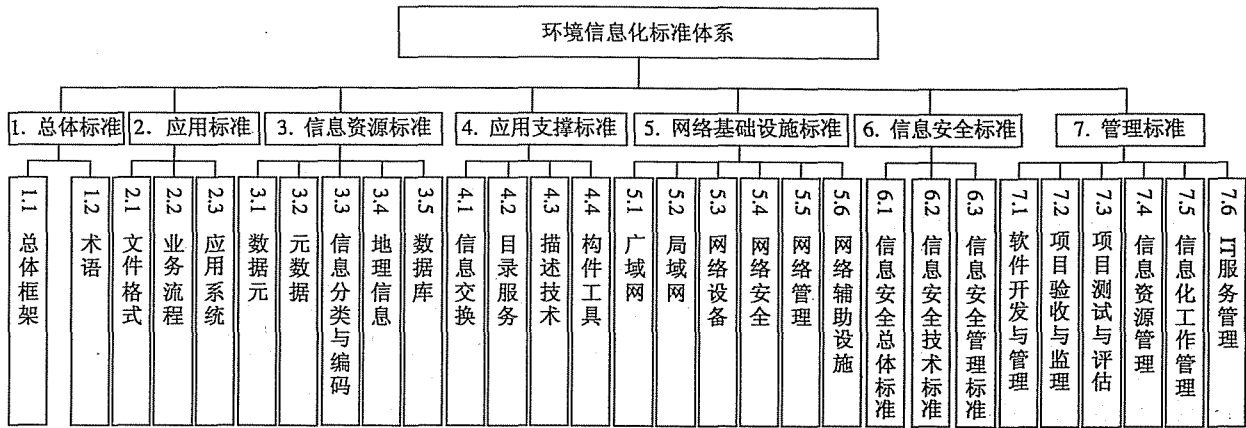 环境信息化标准体系
1. 总体标准
2. 应用标准
3. 信息资源标准
4. 应用支撑标准
5. 网络基础设施标准
6. 信息安全标准
7. 管理标准
1.1 总体框架
1.2 术语
2.1 文件格式
2.2 业务流程
2.3 应用系统
3.1 数据元
3.2 元数据
3.3 信息分类与编码
3.4 地理信息
3.5 数据库
4.1 信息交换
4.2 目录服务
4.3 描述技术
4.4 构件工具
5.1 广域网
5.2 局域网
5.3 网络设备
5.4 网络安全
5.5 网络管理
5.6 网络辅助设施
6.1 信息安全总体标准
6.2 信息安全技术标准
6.3 信息安全管理标准
7.1 软件开发与管理
7.2 项目验收与监理
7.3 项目测试与评估
7.4 信息资源管理
7.5 信息化工作管理
7.6 IT服务管理